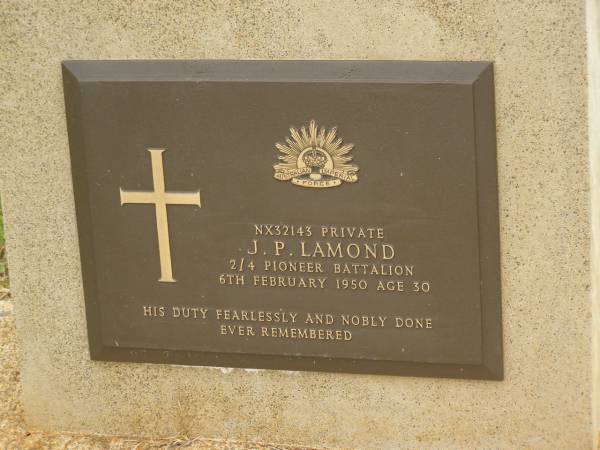 AUSTRALIAN IMPERIAL
FORCE
NX32143 PRIVATE
J. P. LAMOND
2/4 PIONEER BATTALION
6TH FEBRUARY 1950 AGE 30
HIS DUTY FEARLESSLY AND NOBLY DONE
EVER REMEMBERED